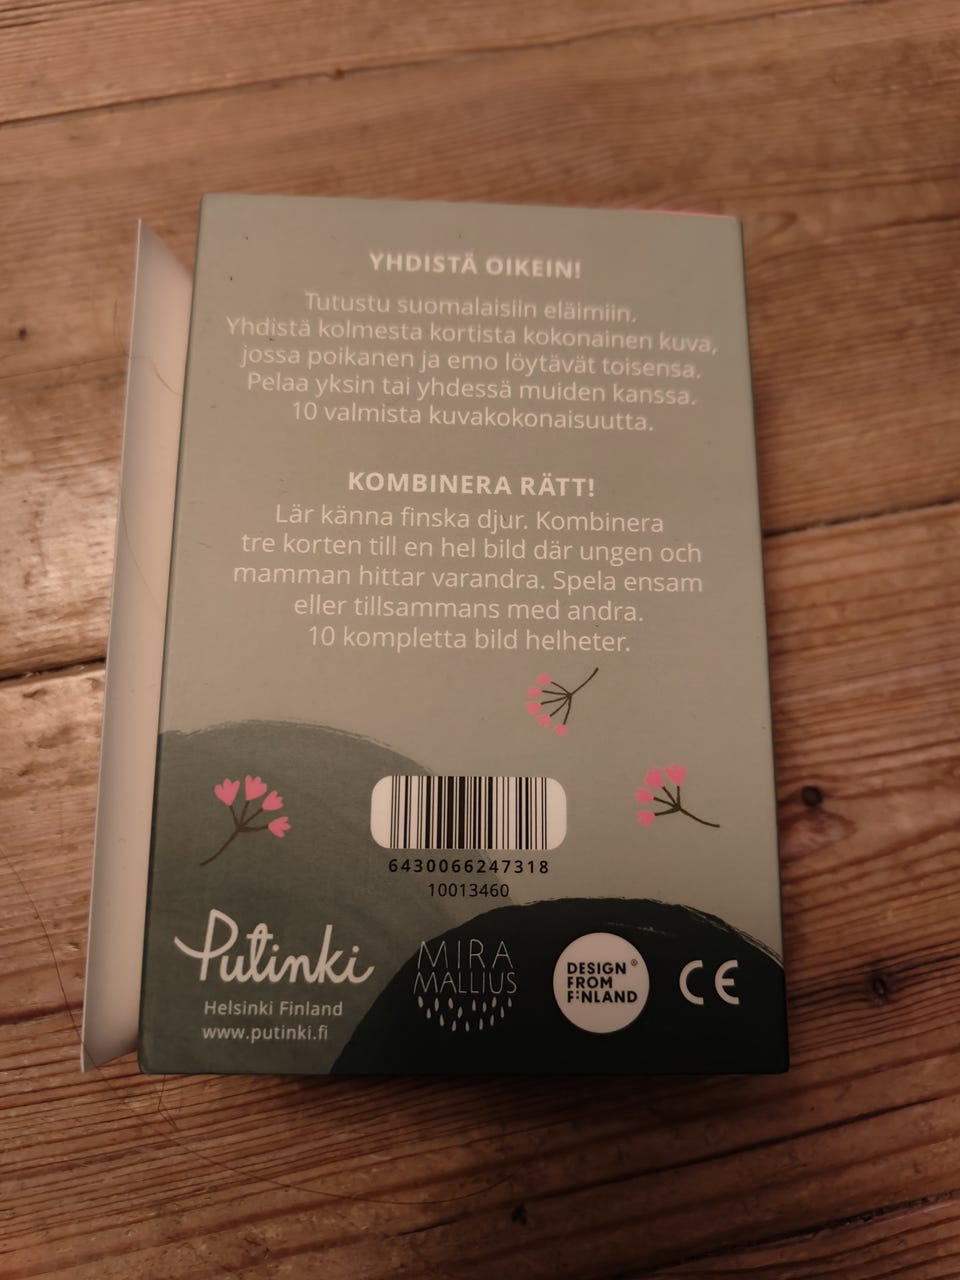 YHDISTÄ OIKEIN!
Tutustu suomalaisiin eläimiin.
Yhdistä kolmesta kortista kokonainen kuva,
jossa poikanen ja emo löytävät toisensa.
Pelaa yksin tai yhdessä muiden kanssa.
10 valmista kuvakokonaisuutta.
KOMBINERA RÄTT!
Lär känna finska djur. Kombinera
tre korten till en hel bild där ungen och
mamman hittar varandra. Spela ensam
eller tillsammans med andra.
10 kompletta bild helheter.
6430066247318
10013460
Putinki
Helsinki Finland
www.putinki.fi
MIRA
MALLIUS
DESIGN®
FROM
FINLAND
CE